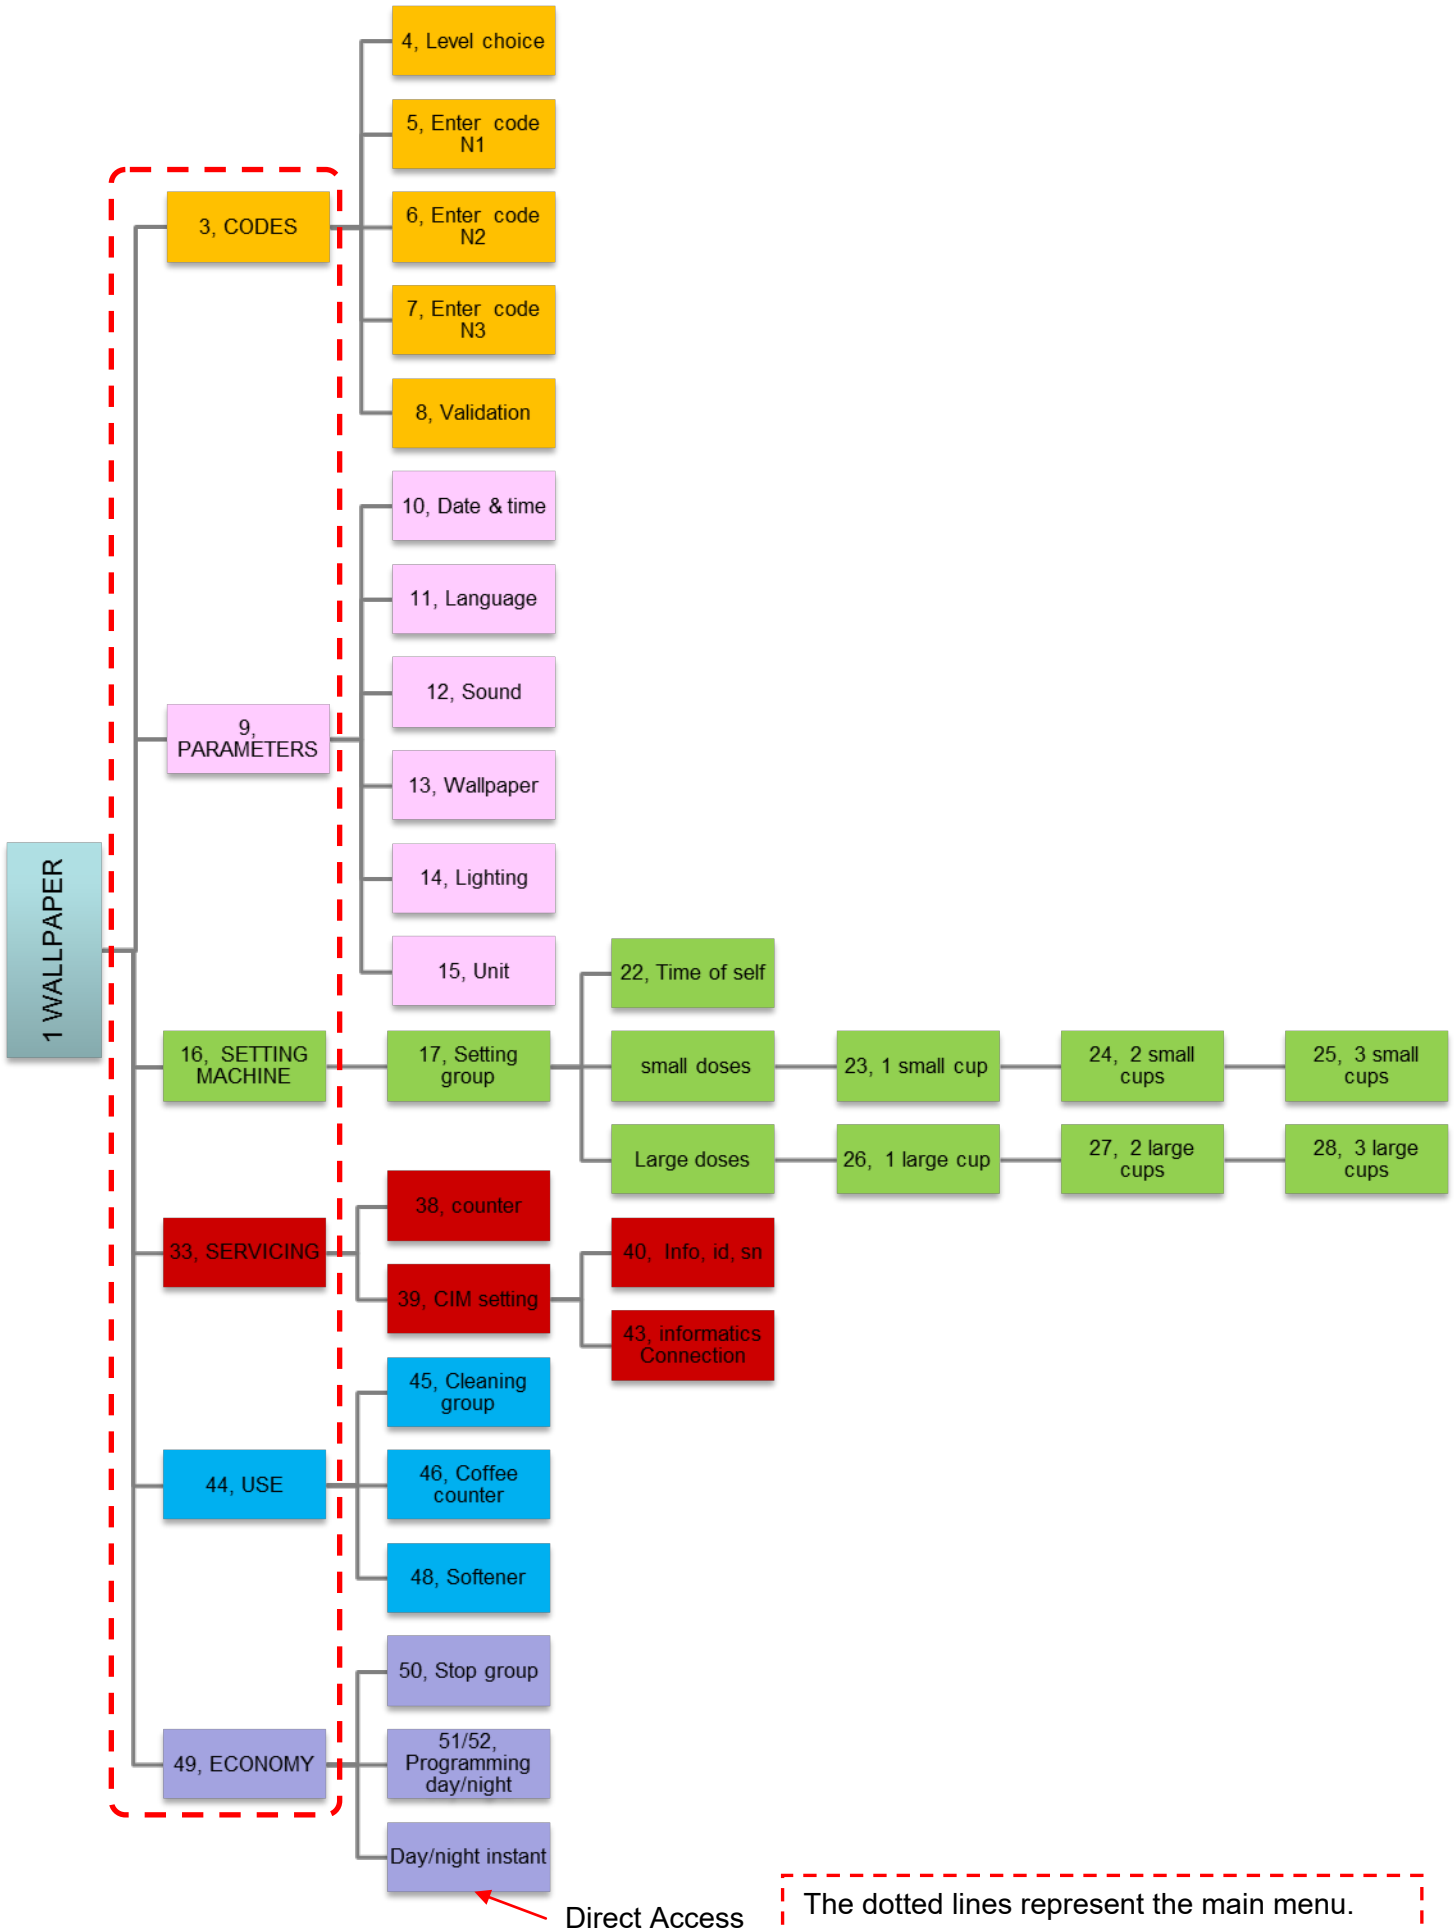 4, Level choice
5, Enter code
N1
3, CODES
6, Enter code
N2
7, Enter code
N3
8, Validation
10, Date & time
11, Language
12, Sound
9,
PARAMETERS
13, Wallpaper
14, Lighting
15, Unit
1 WALLPAPER
22, Time of self
16, SETTING
MACHINE
17, Setting
group
small doses
23, 1 small cup
24, 2 small
cups
25, 3 small
cups
Large doses
26, 1 large cup
27, 2 large
cups
28, 3 large
cups
38, counter
33, SERVICING
40, Info, id, sn
39, CIM setting
43, informatics
Connection
45, Cleaning
group
44, USE
46, Coffee
counter
48, Softener
50, Stop group
49, ECONOMY
51/52,
Programming
day/night
Day/night instant
Direct Access
The dotted lines represent the main menu.